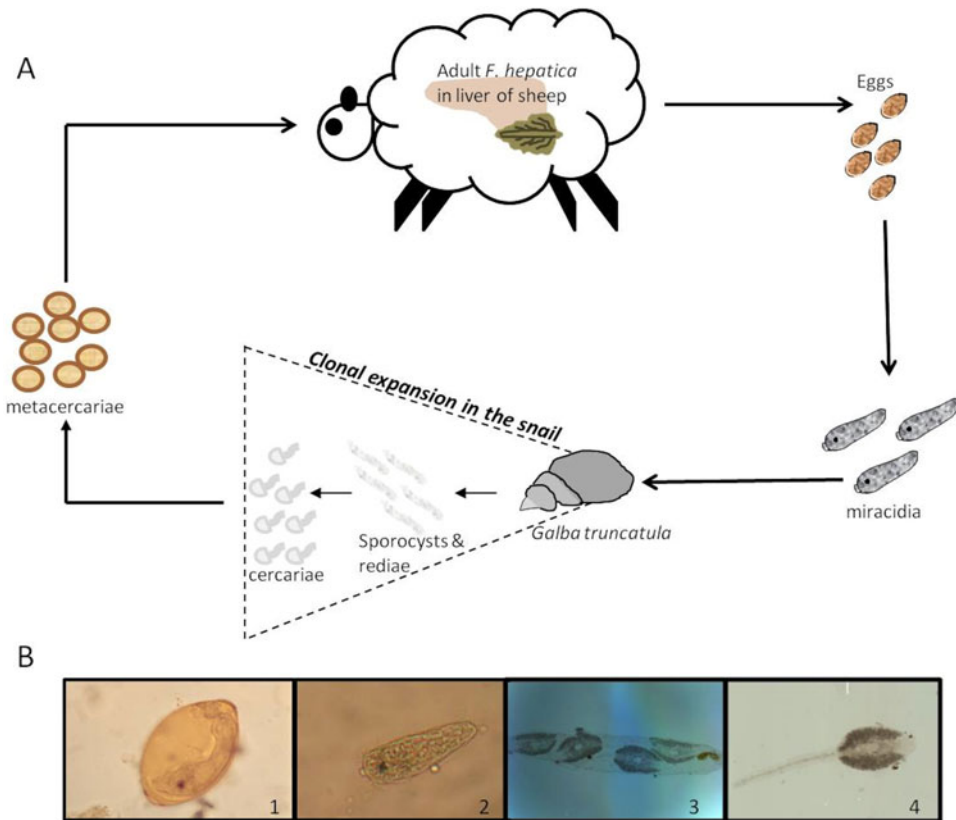 A
Adult F. hepatica
in liver of sheep
Eggs
metacercariae
Clonal expansion in the snail
miracidia
Galba truncatula
Sporocysts &
rediae
cercariae
B
1
2
3
4